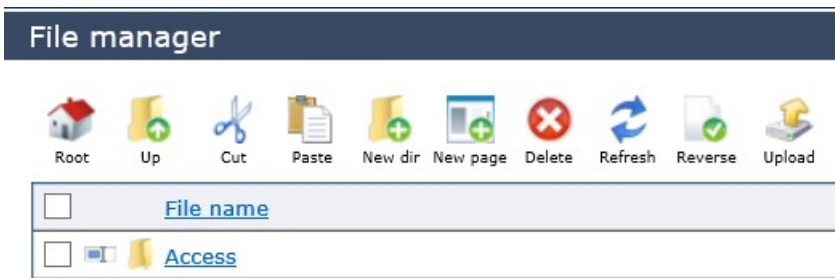 File manager
Root Up Cut Paste New dir New page Delete Refresh Reverse Upload
File name
Access